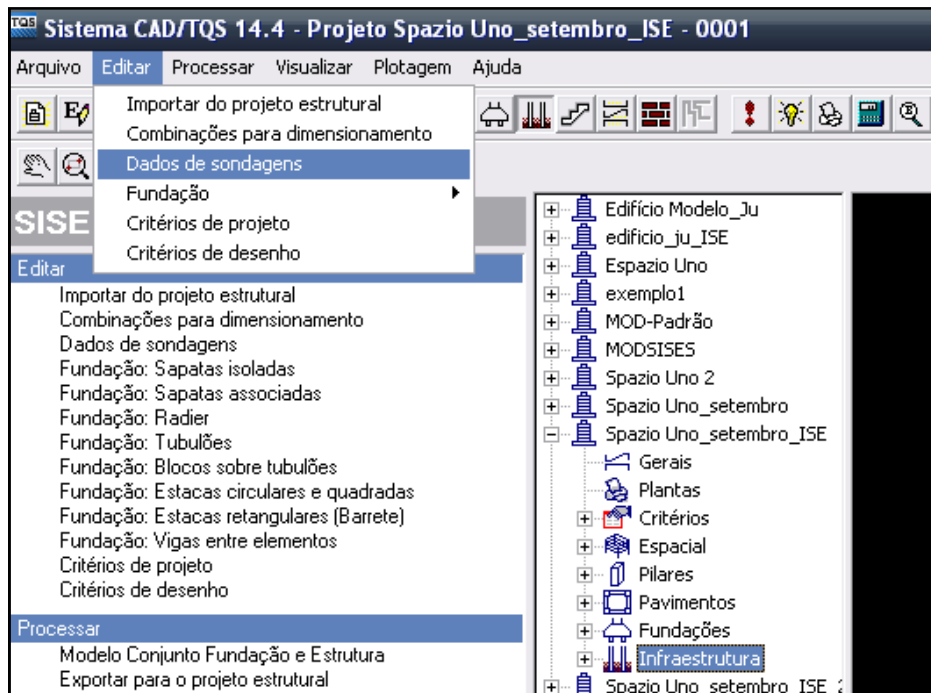 TQS Sistema CAD/TQS 14.4 - Projeto Spazio Uno_setembro_ISE - 0001
Arquivo Editar Processar Visualizar Plotagem Ajuda
Importar do projeto estrutural
Combinações para dimensionamento
Dados de sondagens
Fundação
Critérios de projeto
Critérios de desenho
SISE
Editar
Importar do projeto estrutural
Combinações para dimensionamento
Dados de sondagens
Fundação: Sapatas isoladas
Fundação: Sapatas associadas
Fundação: Radier
Fundação: Tubulões
Fundação: Blocos sobre tubulões
Fundação: Estacas circulares e quadradas
Fundação: Estacas retangulares (Barrete)
Fundação: Vigas entre elementos
Critérios de projeto
Critérios de desenho
Processar
Modelo Conjunto Fundação e Estrutura
Exportar para o projeto estrutural
Edifício Modelo_Ju
edificio_ju_ISE
Espazio Uno
exemplo1
MOD-Padrão
MODSISES
Spazio Uno 2
Spazio Uno_setembro
Spazio Uno_setembro_ISE
Gerais
Plantas
Critérios
Espacial
Pilares
Pavimentos
Fundações
Infraestrutura
Spazio Uno_setembro_ISE